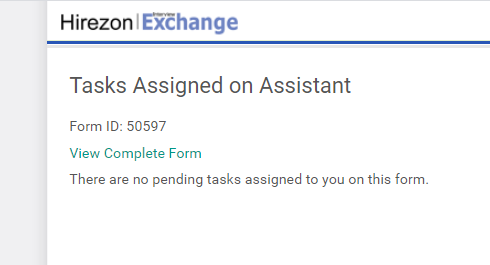 Hirezon Interview Exchange
Tasks Assigned on Assistant
Form ID: 50597
View Complete Form
There are no pending tasks assigned to you on this form.